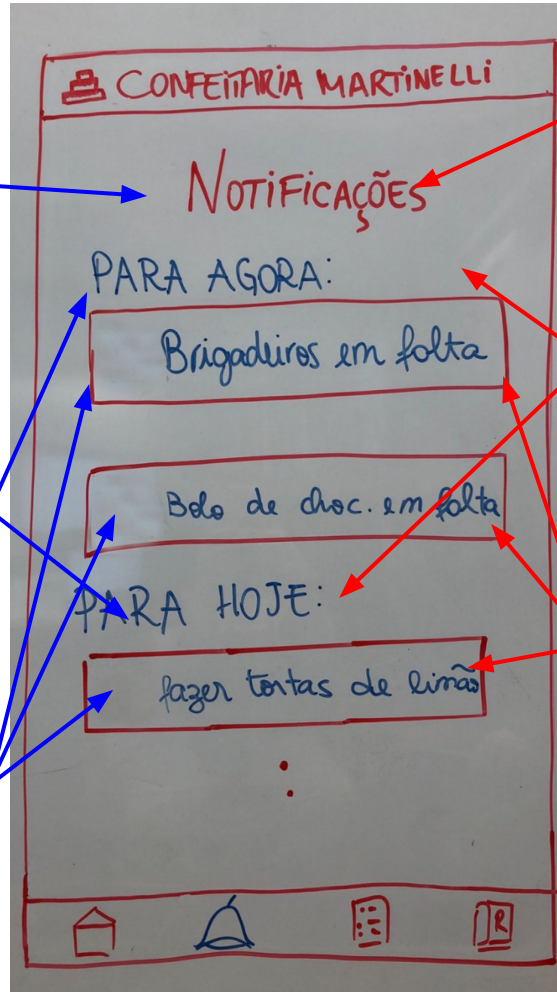 CONFEITARIA MARTINELLI
NOTIFICAÇÕES
PARA AGORA:
Brigadeiros em falta
Bolo de choc. em falta
PARA HOJE:
fazer tortas de limão
R